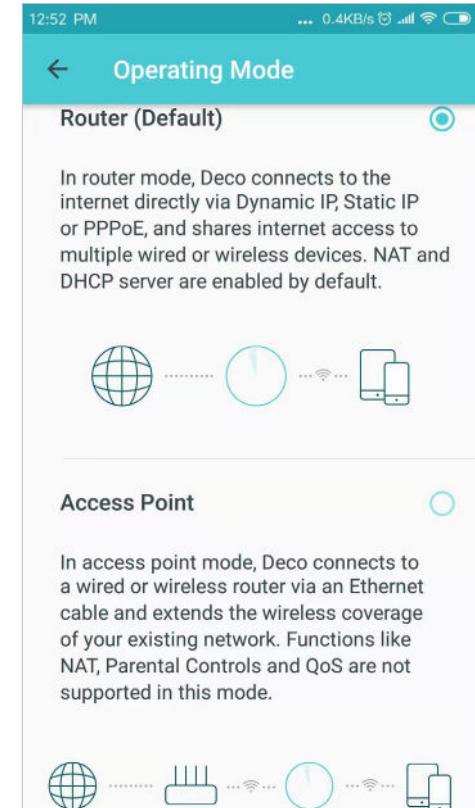 12:52 PM ... 0.4KB/s
Operating Mode
Router (Default)
In router mode, Deco connects to the
internet directly via Dynamic IP, Static IP
or PPPoE, and shares internet access to
multiple wired or wireless devices. NAT and
DHCP server are enabled by default.
Access Point
In access point mode, Deco connects to
a wired or wireless router via an Ethernet
cable and extends the wireless coverage
of your existing network. Functions like
NAT, Parental Controls and QoS are not
supported in this mode.